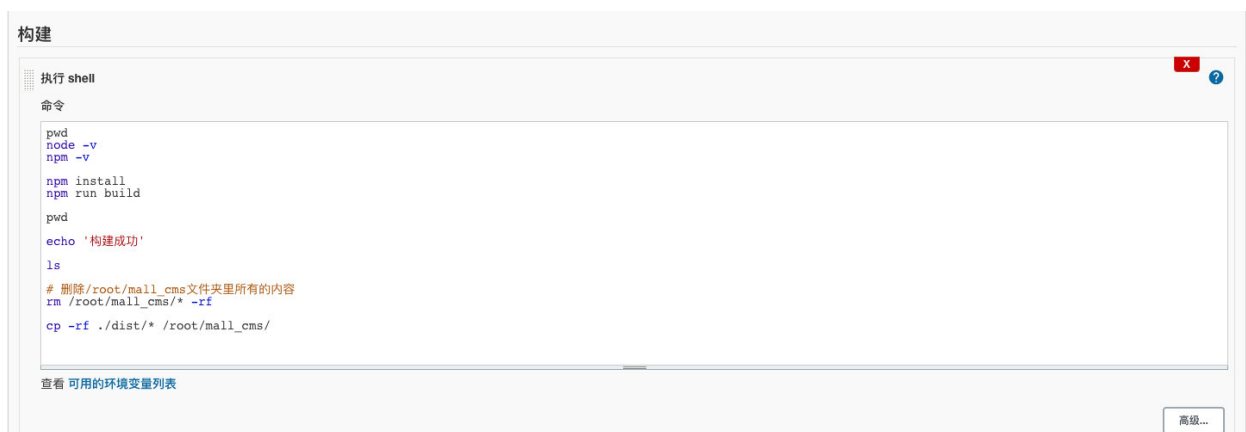 构建
X
执行 shell
?
命令
pwd
node -v
npm -v
npm install
npm run build
pwd
echo '构建成功'
ls
# 删除/root/mall_cms文件夹里所有的内容
rm /root/mall_cms/* -rf
cp -rf ./dist/* /root/mall_cms/
查看 可用的环境变量列表
高级...